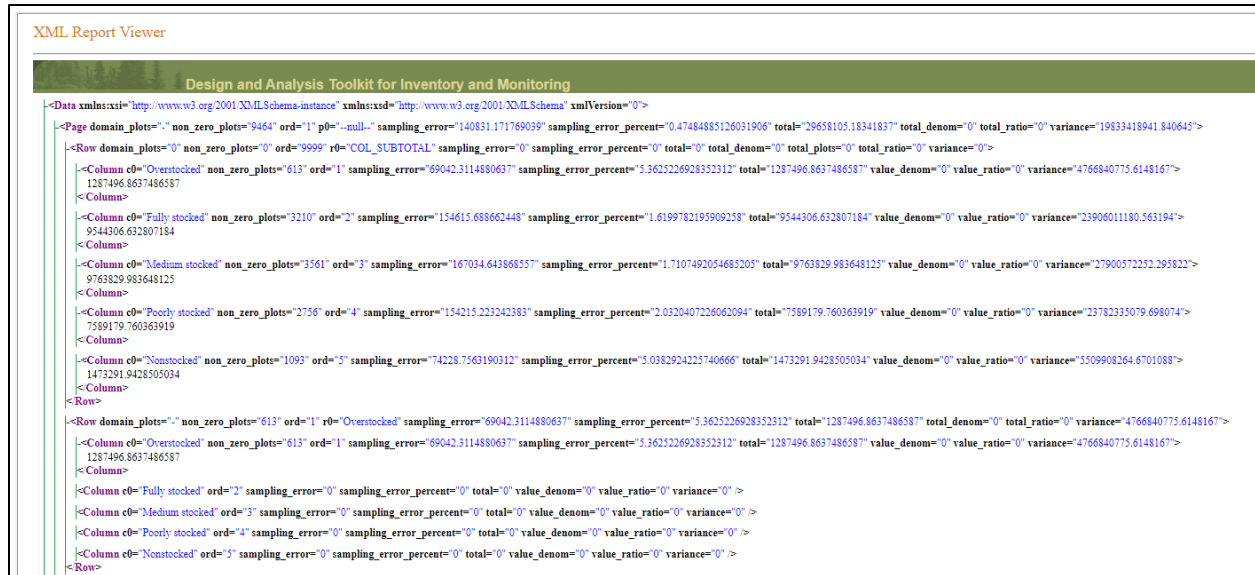 XML Report Viewer
Design and Analysis Toolkit for Inventory and Monitoring
-<Data xmlns:xsi="http://www.w3.org/2001/XMLSchema-instance" xmlns:xsd="http://www.w3.org/2001/XMLSchema" xmlVersion="0">
-<Page domain_plots="-" non_zero_plots="9464" ord="1" p0="--null--" sampling_error="140831.171769039" sampling_error_percent="0.47484885126031906" total="29658105.18341837" total_denom="0" total_ratio="0" variance="19833418941.840645">
-<Row domain_plots="0" non_zero_plots="0" ord="9999" r0="COL_SUBTOTAL" sampling_error="0" sampling_error_percent="0" total="0" total_denom="0" total_plots="0" total_ratio="0" variance="0">
-<Column c0="Overstocked" non_zero_plots="613" ord="1" sampling_error="69042.3114880637" sampling_error_percent="5.3625226928352312" total="1287496.8637486587" value_denom="0" value_ratio="0" variance="4766840775.6148167">
1287496.8637486587
</Column>
-<Column c0="Fully stocked" non_zero_plots="3210" ord="2" sampling_error="154615.688662448" sampling_error_percent="1.6199782195909258" total="9544306.632807184" value_denom="0" value_ratio="0" variance="23906011180.563194">
9544306.632807184
</Column>
-<Column c0="Medium stocked" non_zero_plots="3561" ord="3" sampling_error="167034.643868557" sampling_error_percent="1.7107492054685205" total="9763829.983648125" value_denom="0" value_ratio="0" variance="27900572252.295822">
9763829.983648125
</Column>
-<Column c0="Poorly stocked" non_zero_plots="2756" ord="4" sampling_error="154215.223242383" sampling_error_percent="2.0320407226062094" total="7589179.760363919" value_denom="0" value_ratio="0" variance="23782335079.698074">
7589179.760363919
</Column>
-<Column c0="Nonstocked" non_zero_plots="1093" ord="5" sampling_error="74228.7563190312" sampling_error_percent="5.0382924225740666" total="1473291.9428505034" value_denom="0" value_ratio="0" variance="5509908264.6701088">
1473291.9428505034
</Column>
</Row>
-<Row domain_plots="-" non_zero_plots="613" ord="1" r0="Overstocked" sampling_error="69042.3114880637" sampling_error_percent="5.3625226928352312" total="1287496.8637486587" total_denom="0" total_ratio="0" variance="4766840775.6148167">
-<Column c0="Overstocked" non_zero_plots="613" ord="1" sampling_error="69042.3114880637" sampling_error_percent="5.3625226928352312" total="1287496.8637486587" value_denom="0" value_ratio="0" variance="4766840775.6148167">
1287496.8637486587
</Column>
<Column c0="Fully stocked" ord="2" sampling_error="0" sampling_error_percent="0" total="0" value_denom="0" value_ratio="0" variance="0" />
<Column c0="Medium stocked" ord="3" sampling_error="0" sampling_error_percent="0" total="0" value_denom="0" value_ratio="0" variance="0" />
<Column c0="Poorly stocked" ord="4" sampling_error="0" sampling_error_percent="0" total="0" value_denom="0" value_ratio="0" variance="0" />
<Column c0="Nonstocked" ord="5" sampling_error="0" sampling_error_percent="0" total="0" value_denom="0" value_ratio="0" variance="0" />
</Row>